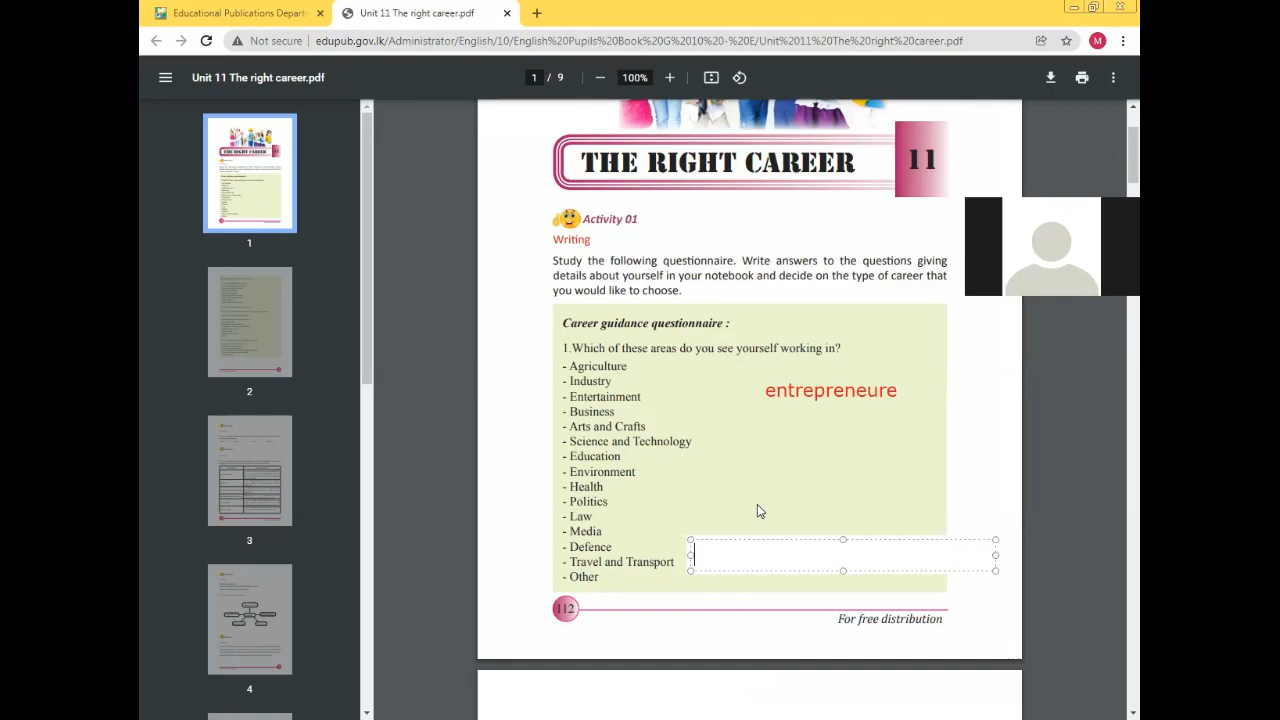 Educational Publications Depart
Unit 11 The right career.pdf
Not secure
edupub.gov.lk/Administrator/English/10/English%20Pupils%20Book%20G%2010%20-%20E/Unit%2011%20The%20right%20career.pdf
M
Unit 11 The right career.pdf
1 / 9
100%
1
2
3
4
THE RIGHT CAREER
11
Activity 01
Writing
Study the following questionnaire. Write answers to the questions giving
details about yourself in your notebook and decide on the type of career that
you would like to choose.
Career guidance questionnaire :
1.Which of these areas do you see yourself working in?
- Agriculture
- Industry
- Entertainment
- Business
- Arts and Crafts
- Science and Technology
- Education
- Environment
- Health
- Politics
- Law
- Media
- Defence
- Travel and Transport
- Other
entrepreneure
112
For free distribution